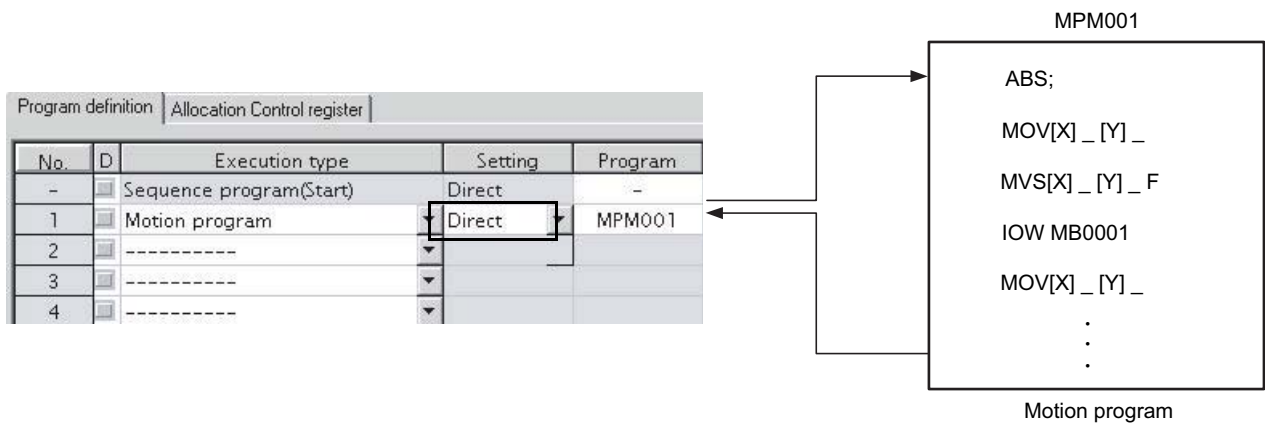 MPM001
Program definition Allocation Control register
No. D Execution type Setting Program
- Sequence program(Start) Direct -
1 Motion program Direct MPM001
2 ----------
3 ----------
4 ----------
ABS;
MOV[X] _ [Y] _
MVS[X] _ [Y] _ F
IOW MB0001
MOV[X] _ [Y] _
.
.
.
Motion program